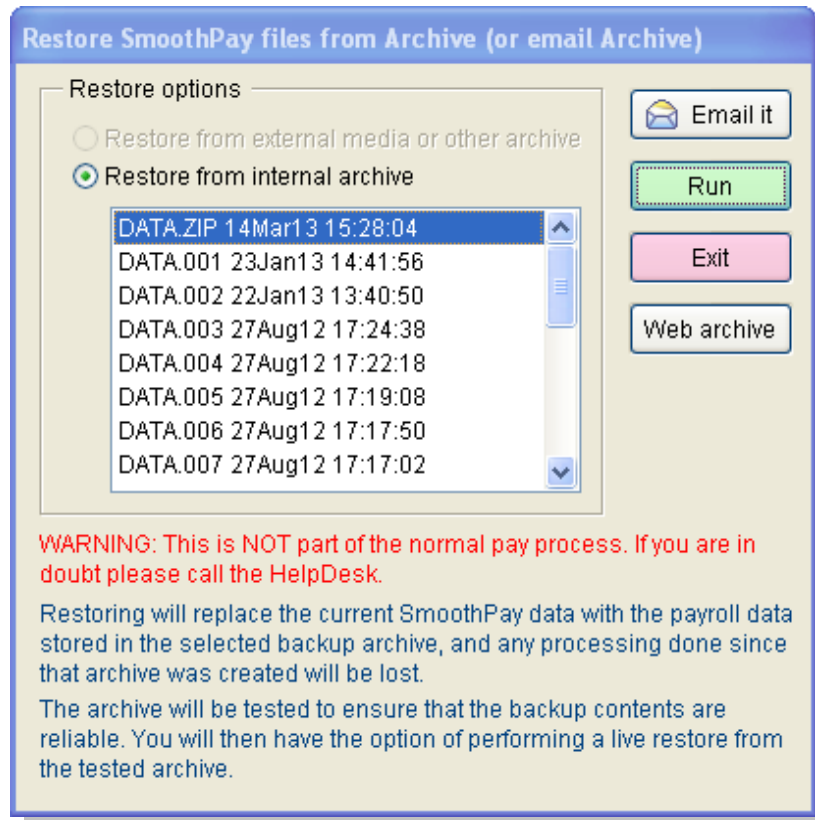 Restore SmoothPay files from Archive (or email Archive)
Restore options
Restore from external media or other archive
Restore from internal archive
DATA.ZIP 14Mar13 15:28:04
DATA.001 23Jan13 14:41:56
DATA.002 22Jan13 13:40:50
DATA.003 27Aug12 17:24:38
DATA.004 27Aug12 17:22:18
DATA.005 27Aug12 17:19:08
DATA.006 27Aug12 17:17:50
DATA.007 27Aug12 17:17:02
Email it
Run
Exit
Web archive
WARNING: This is NOT part of the normal pay process. If you are in
doubt please call the HelpDesk.
Restoring will replace the current SmoothPay data with the payroll data
stored in the selected backup archive, and any processing done since
that archive was created will be lost.
The archive will be tested to ensure that the backup contents are
reliable. You will then have the option of performing a live restore from
the tested archive.